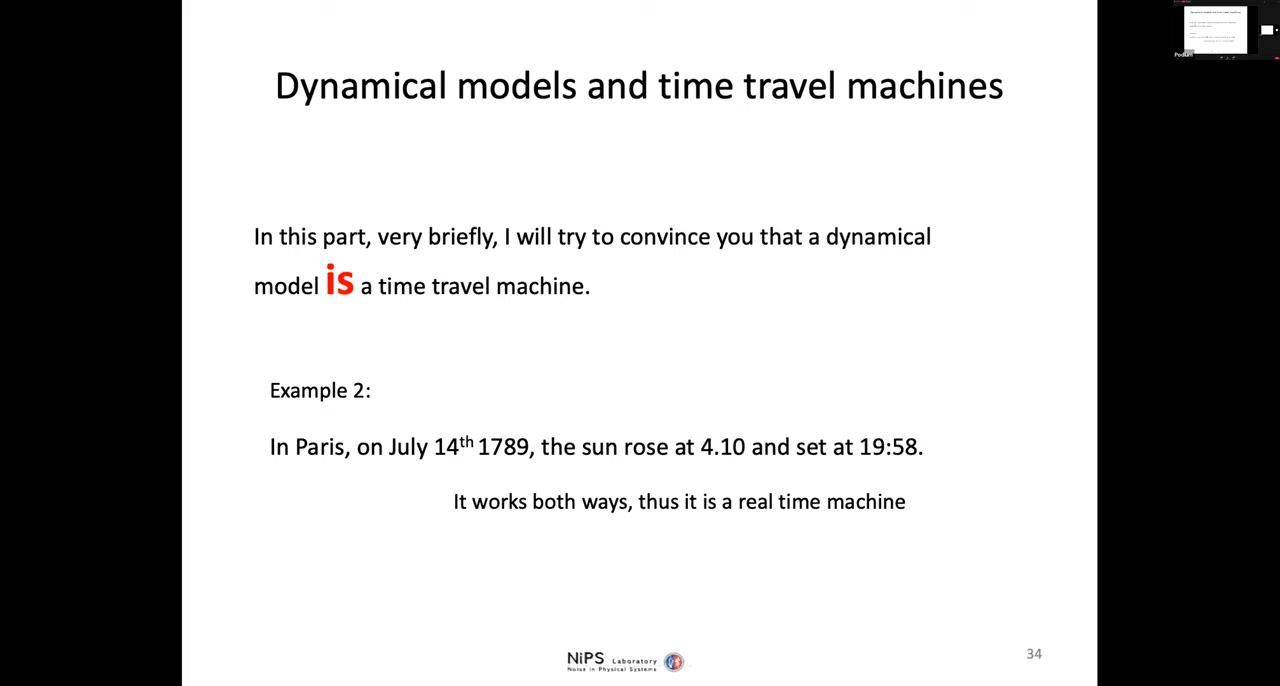 Dynamical models and time travel machines
In this part, very briefly, I will try to convince you that a dynamical
model is a time travel machine.
Example 2:
In Paris, on July 14th 1789, the sun rose at 4.10 and set at 19:58.
It works both ways, thus it is a real time machine
NiPS Laboratory
Noise in Physical Systems
34
Podium